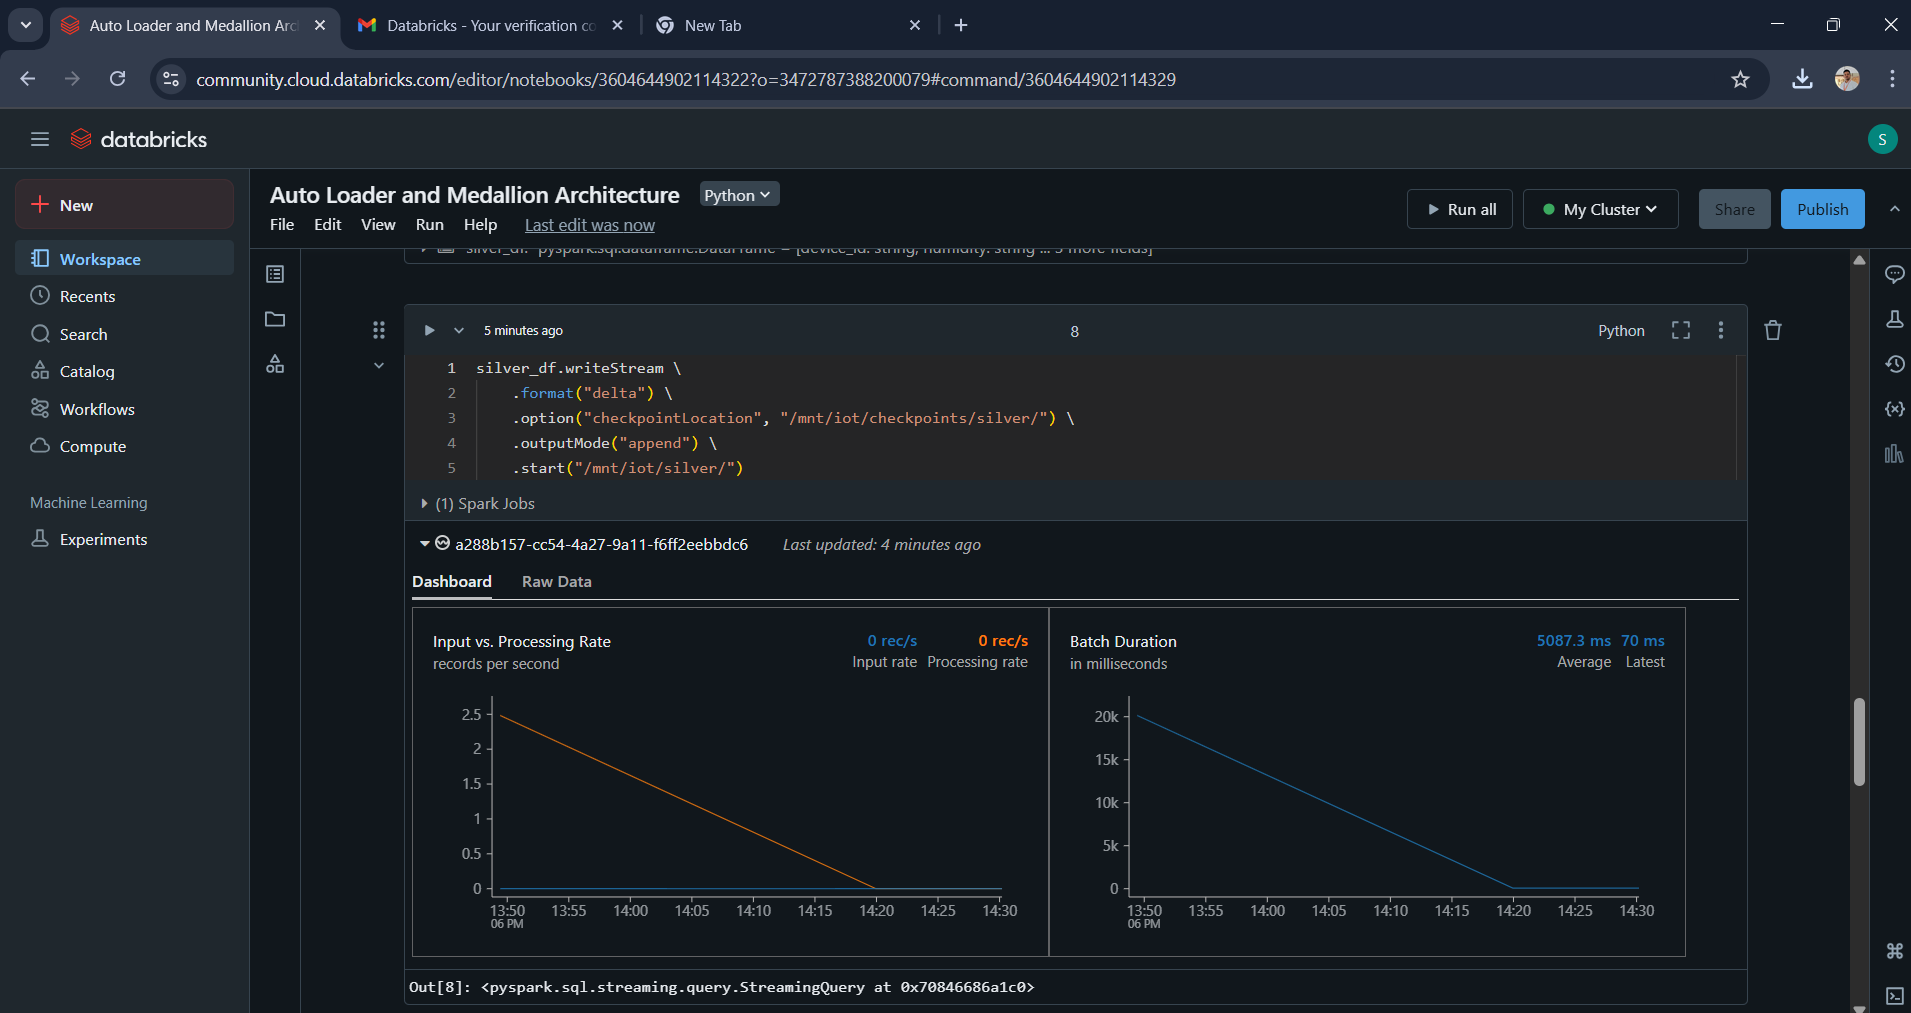 Auto Loader and Medallion Arc
Databricks - Your verification co
New Tab
community.cloud.databricks.com/editor/notebooks/3604644902114322?o=3472787388200079#command/3604644902114329
databricks
S
New
Workspace
Recents
Search
Catalog
Workflows
Compute
Machine Learning
Experiments
Auto Loader and Medallion Architecture
Python
File Edit View Run Help Last edit was now
Run all
My Cluster
Share
Publish
silver_df: pyspark.sql.dataframe.DataFrame = [device_id: string, humidity: string ... 3 more fields]
5 minutes ago
8
Python
1 silver_df.writeStream \
2 .format("delta") \
3 .option("checkpointLocation", "/mnt/iot/checkpoints/silver/") \
4 .outputMode("append") \
5 .start("/mnt/iot/silver/")
(1) Spark Jobs
a288b157-cc54-4a27-9a11-f6ff2eebbdc6 Last updated: 4 minutes ago
Dashboard Raw Data
Input vs. Processing Rate
records per second
0 rec/s 0 rec/s
Input rate Processing rate
2.5
2
1.5
1
0.5
0
13:50 13:55 14:00 14:05 14:10 14:15 14:20 14:25 14:30
06 PM
Batch Duration
in milliseconds
5087.3 ms 70 ms
Average Latest
20k
15k
10k
5k
0
13:50 13:55 14:00 14:05 14:10 14:15 14:20 14:25 14:30
06 PM
Out[8]: <pyspark.sql.streaming.query.StreamingQuery at 0x70846686a1c0>